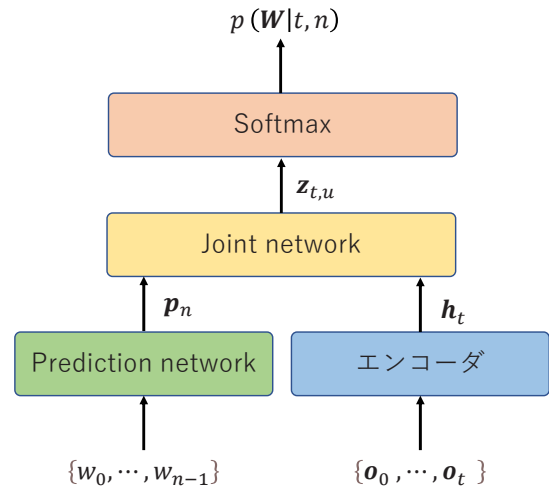 p (W|t, n)
Softmax
z_{t,u}
Joint network
p_n
h_t
Prediction network
エンコーダ
{w_0, ⋯, w_{n−1}}
{o_0 , ⋯, o_t }